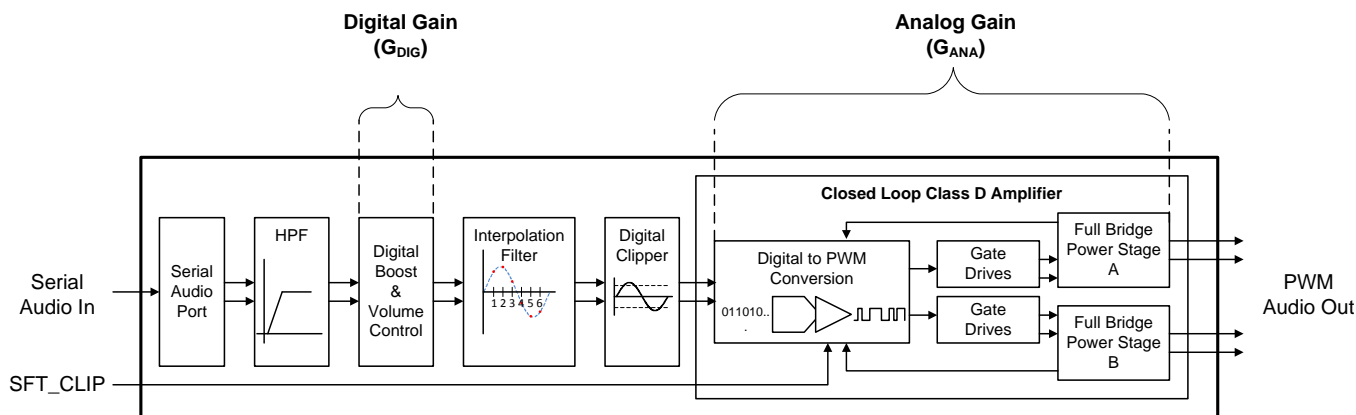 Digital Gain
(GDIG)
Analog Gain
(GANA)
Closed Loop Class D Amplifier
Serial
Audio In
Serial
Audio
Port
HPF
Digital
Boost
&
Volume
Control
Interpolation
Filter
1 2 3 4 5 6
Digital
Clipper
Digital to PWM
Conversion
011010..
.
Gate
Drives
Gate
Drives
Full Bridge
Power Stage
A
Full Bridge
Power Stage
B
PWM
Audio Out
SFT_CLIP